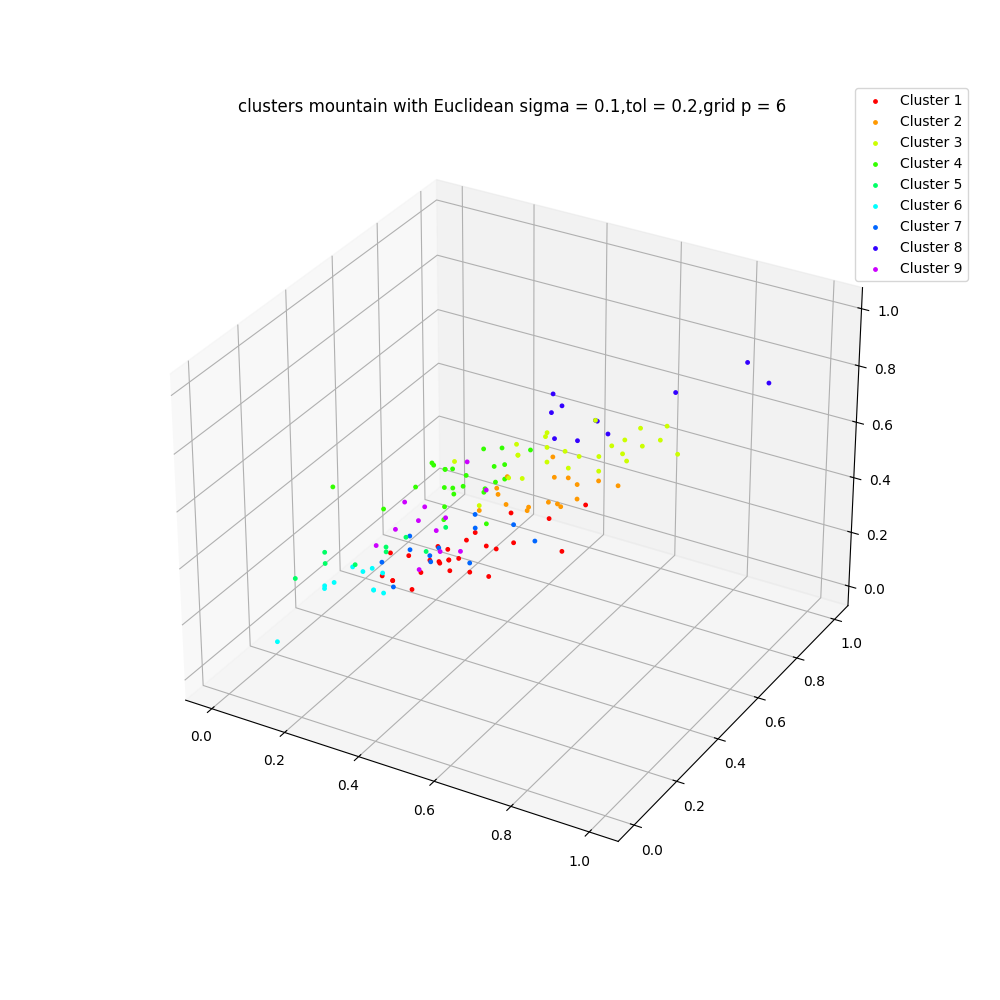 clusters mountain with Euclidean sigma = 0.1,tol = 0.2,grid p = 6
Cluster 1
Cluster 2
Cluster 3
Cluster 4
Cluster 5
Cluster 6
Cluster 7
Cluster 8
Cluster 9
1.0
0.8
0.6
0.4
0.2
0.0
1.0
0.8
0.6
0.4
0.2
0.0
0.0
0.2
0.4
0.6
0.8
1.0